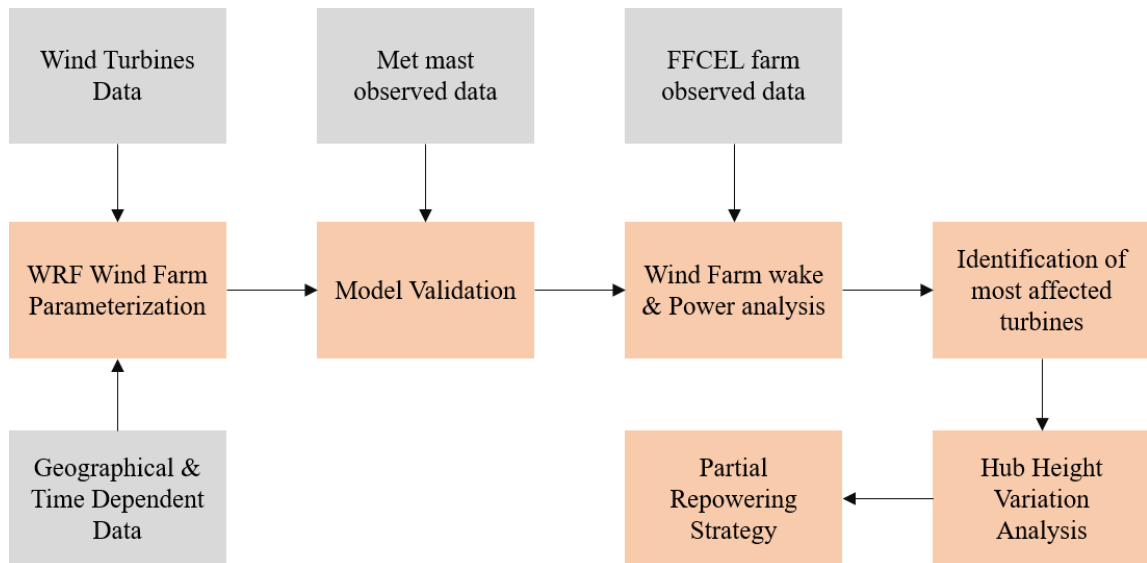 Wind Turbines
Data
Met mast
observed data
FFCEL farm
observed data
WRF Wind Farm
Parameterization
Model Validation
Wind Farm wake
& Power analysis
Identification of
most affected
turbines
Geographical &
Time Dependent
Data
Partial
Repowering
Strategy
Hub Height
Variation
Analysis